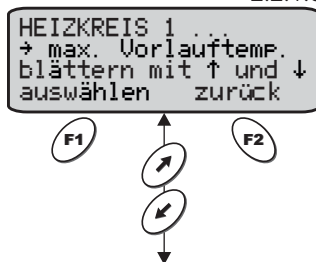 HEIZKREIS 1 ...
→ max. Vorlauftemp.
blättern mit ↑ und ↓
auswählen zurück
F1 F2